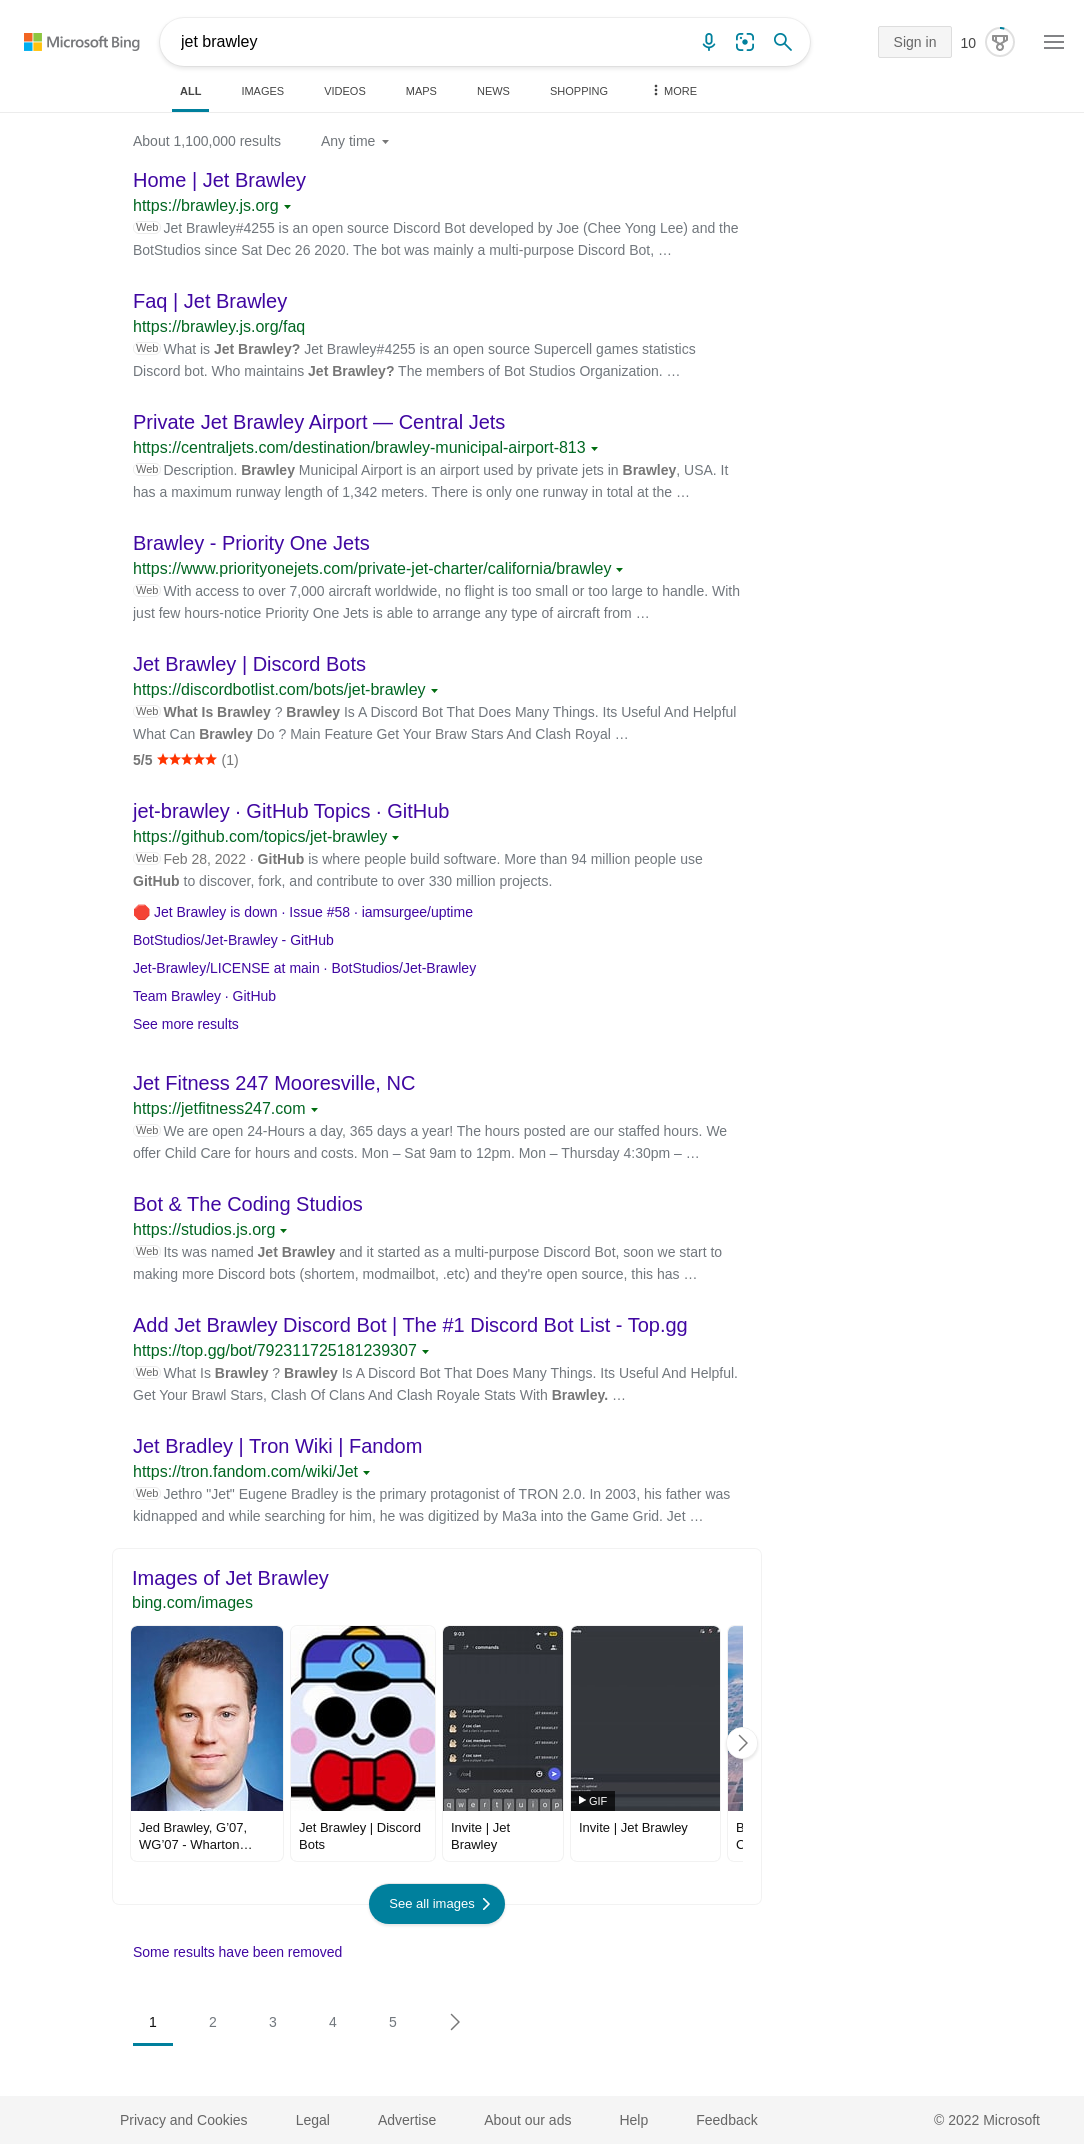 Microsoft Bing
jet brawley
Sign in
10
ALL
IMAGES
VIDEOS
MAPS
NEWS
SHOPPING
MORE
About 1,100,000 results
Any time
Home | Jet Brawley
https://brawley.js.org
Web Jet Brawley#4255 is an open source Discord Bot developed by Joe (Chee Yong Lee) and the
BotStudios since Sat Dec 26 2020. The bot was mainly a multi-purpose Discord Bot, …
Faq | Jet Brawley
https://brawley.js.org/faq
Web What is Jet Brawley? Jet Brawley#4255 is an open source Supercell games statistics
Discord bot. Who maintains Jet Brawley? The members of Bot Studios Organization. …
Private Jet Brawley Airport — Central Jets
https://centraljets.com/destination/brawley-municipal-airport-813
Web Description. Brawley Municipal Airport is an airport used by private jets in Brawley, USA. It
has a maximum runway length of 1,342 meters. There is only one runway in total at the …
Brawley - Priority One Jets
https://www.priorityonejets.com/private-jet-charter/california/brawley
Web With access to over 7,000 aircraft worldwide, no flight is too small or too large to handle. With
just few hours-notice Priority One Jets is able to arrange any type of aircraft from …
Jet Brawley | Discord Bots
https://discordbotlist.com/bots/jet-brawley
Web What Is Brawley ? Brawley Is A Discord Bot That Does Many Things. Its Useful And Helpful
What Can Brawley Do ? Main Feature Get Your Braw Stars And Clash Royal …
5/5 ★★★★★ (1)
jet-brawley · GitHub Topics · GitHub
https://github.com/topics/jet-brawley
Web Feb 28, 2022 · GitHub is where people build software. More than 94 million people use
GitHub to discover, fork, and contribute to over 330 million projects.
🛑 Jet Brawley is down · Issue #58 · iamsurgee/uptime
BotStudios/Jet-Brawley - GitHub
Jet-Brawley/LICENSE at main · BotStudios/Jet-Brawley
Team Brawley · GitHub
See more results
Jet Fitness 247 Mooresville, NC
https://jetfitness247.com
Web We are open 24-Hours a day, 365 days a year! The hours posted are our staffed hours. We
offer Child Care for hours and costs. Mon – Sat 9am to 12pm. Mon – Thursday 4:30pm – …
Bot & The Coding Studios
https://studios.js.org
Web Its was named Jet Brawley and it started as a multi-purpose Discord Bot, soon we start to
making more Discord bots (shortem, modmailbot, .etc) and they're open source, this has …
Add Jet Brawley Discord Bot | The #1 Discord Bot List - Top.gg
https://top.gg/bot/792311725181239307
Web What Is Brawley ? Brawley Is A Discord Bot That Does Many Things. Its Useful And Helpful.
Get Your Brawl Stars, Clash Of Clans And Clash Royale Stats With Brawley. …
Jet Bradley | Tron Wiki | Fandom
https://tron.fandom.com/wiki/Jet
Web Jethro "Jet" Eugene Bradley is the primary protagonist of TRON 2.0. In 2003, his father was
kidnapped and while searching for him, he was digitized by Ma3a into the Game Grid. Jet …
Images of Jet Brawley
bing.com/images
9:03
commands
/ coc profile
JET BRAWLEY
/ coc clan
JET BRAWLEY
/ coc members
JET BRAWLEY
/ coc save
JET BRAWLEY
/coc
"coc" coconut cockroach
q w e r t y u i o p
GIF
Jed Brawley, G'07,
WG'07 - Wharton…
Jet Brawley | Discord
Bots
Invite | Jet
Brawley
Invite | Jet Brawley
See all images
Some results have been removed
1
2
3
4
5
Privacy and Cookies
Legal
Advertise
About our ads
Help
Feedback
© 2022 Microsoft